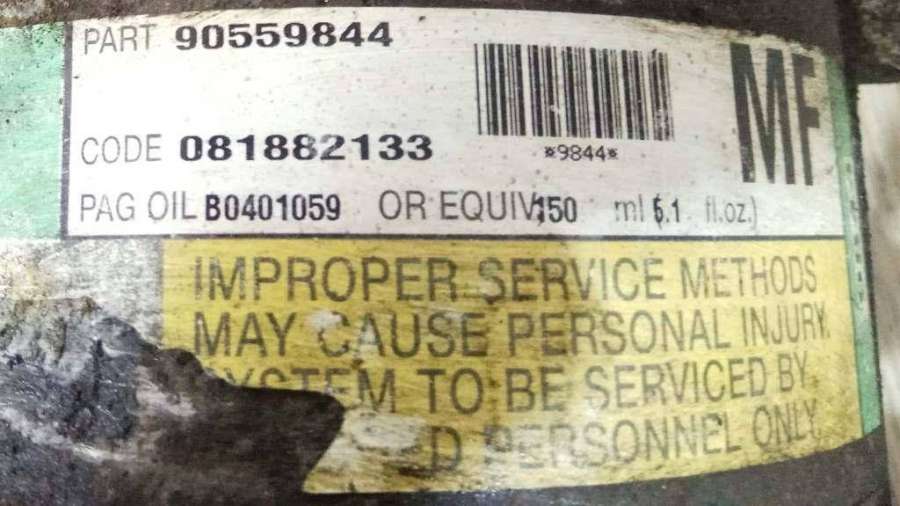 PART 90559844
MF
CODE 081882133
*9844*
PAG OIL B0401059 OR EQUIV. 150 ml 5.1 fl.oz.)
IMPROPER SERVICE METHODS
MAY CAUSE PERSONAL INJURY.
SYSTEM TO BE SERVICED BY
PERSONNEL ONLY.